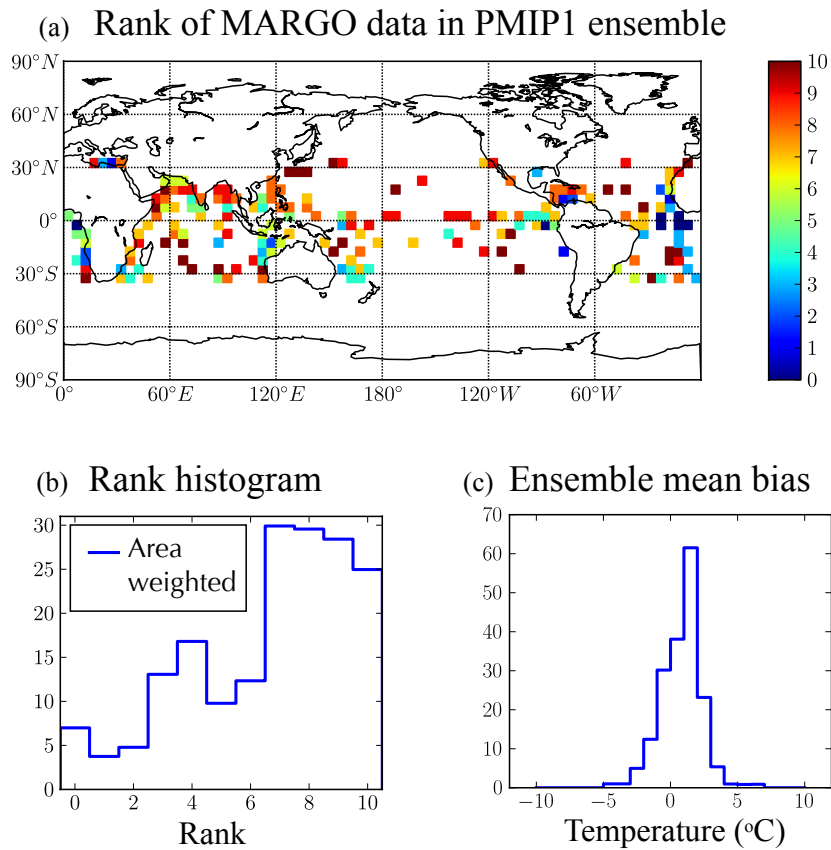 (a) Rank of MARGO data in PMIP1 ensemble
90°N
60°N
30°N
0°
30°S
60°S
90°S
0° 60°E 120°E 180° 120°W 60°W
10
9
8
7
6
5
4
3
2
1
0
(b) Rank histogram
30
25
20
15
10
5
0
Area
weighted
0 2 4 6 8 10
Rank
(c) Ensemble mean bias
70
60
50
40
30
20
10
0
−10 −5 0 5 10
Temperature (°C)